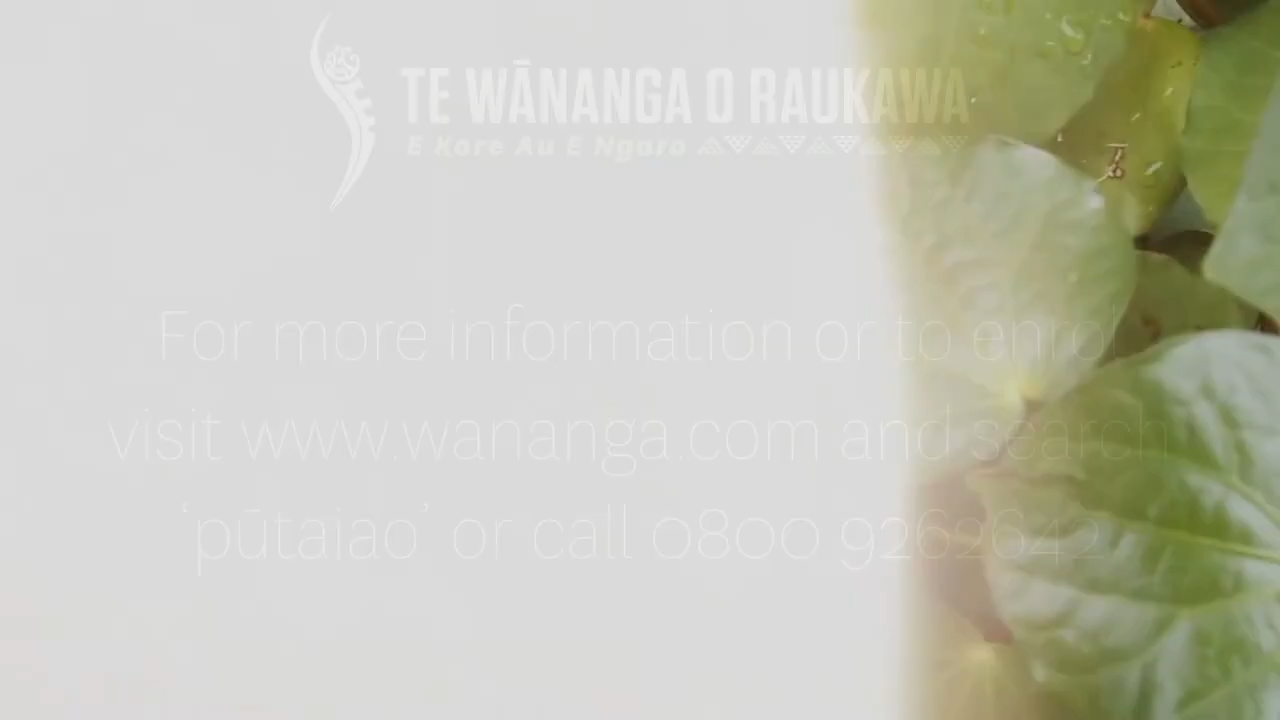 TE WĀNANGA O RAUKAWA
E Kore Au E Ngaro
For more information or to enrol
visit www.wananga.com and search
‘pūtaiao’ or call 0800 9262642